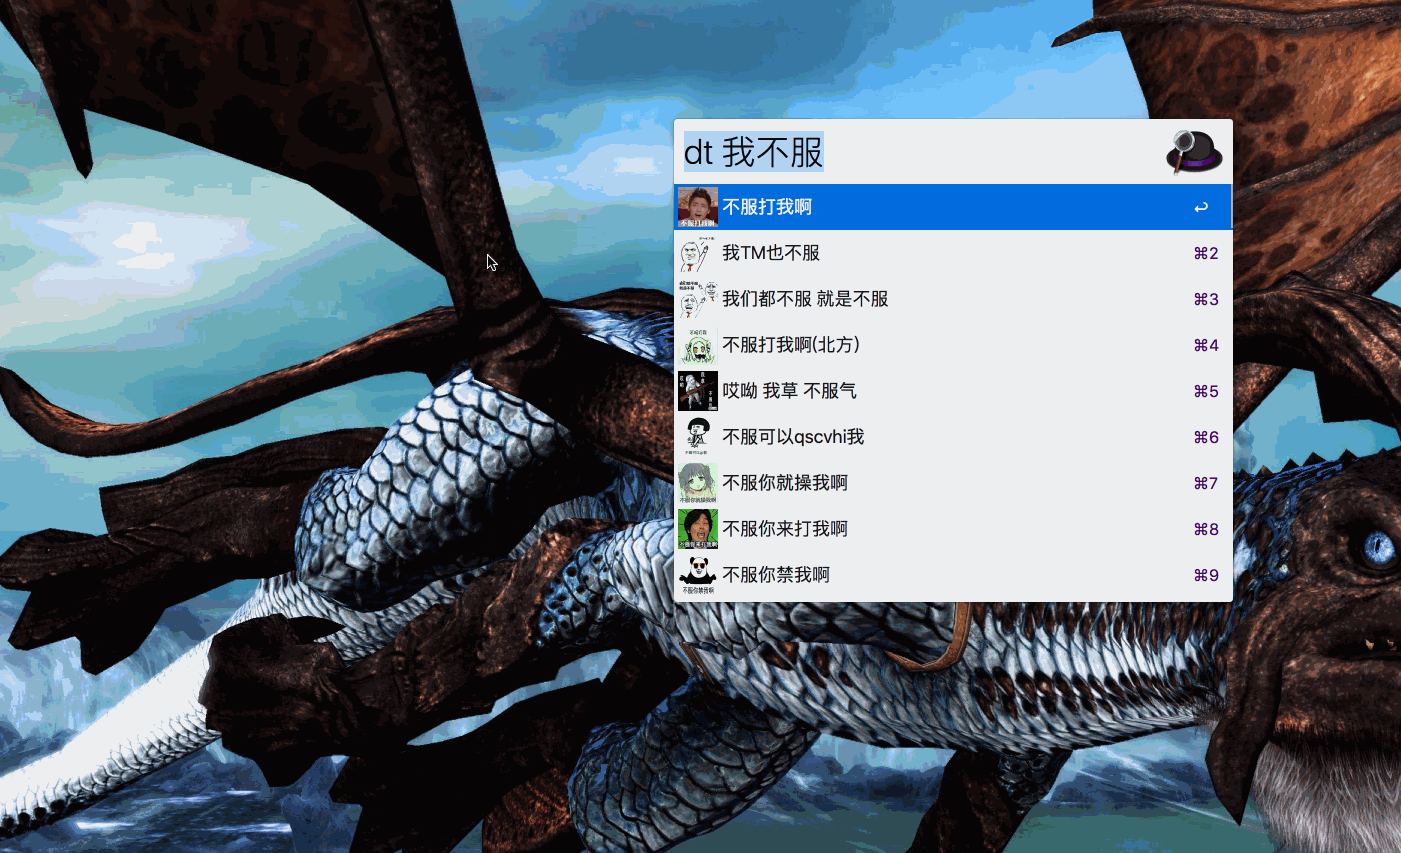 dt 我不服
不服打我啊
我TM也不服 ⌘2
我们都不服 就是不服 ⌘3
不服打我啊(北方) ⌘4
哎呦 我草 不服气 ⌘5
不服可以qscvhi我 ⌘6
不服你就操我啊 ⌘7
不服你来打我啊 ⌘8
不服你禁我啊 ⌘9